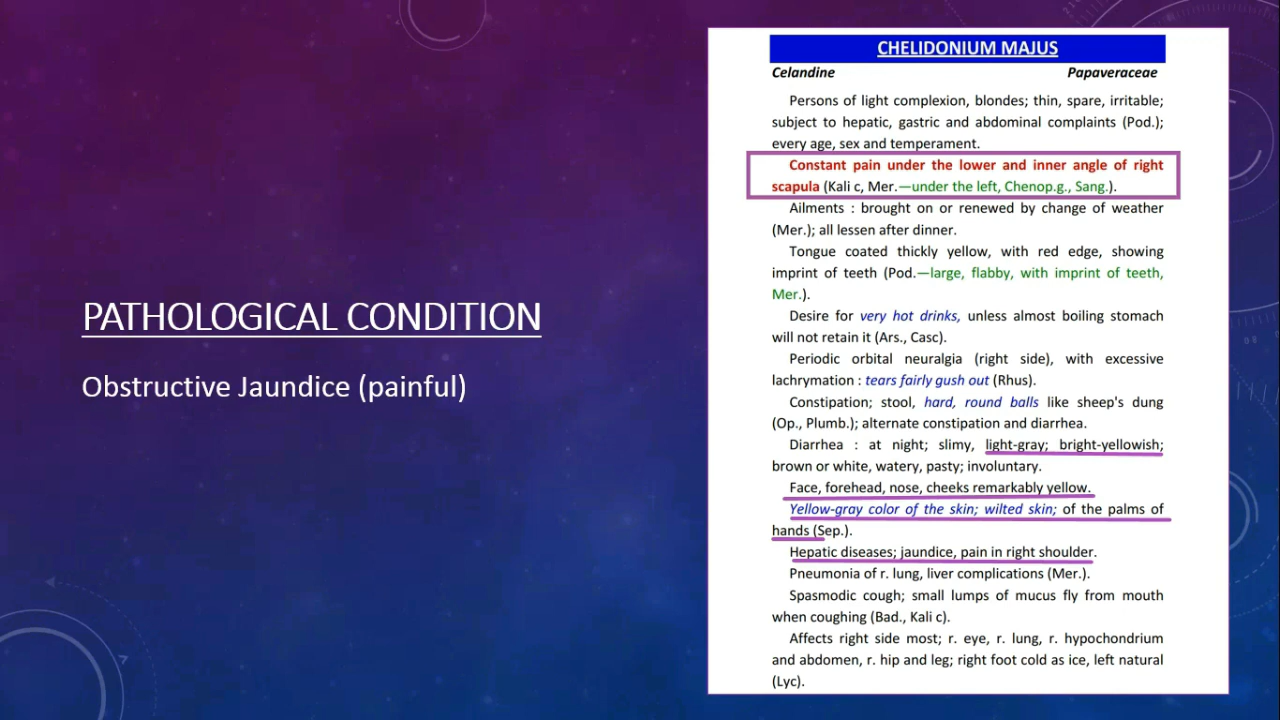 PATHOLOGICAL CONDITION
Obstructive Jaundice (painful)
CHELIDONIUM MAJUS
Celandine Papaveraceae
Persons of light complexion, blondes; thin, spare, irritable;
subject to hepatic, gastric and abdominal complaints (Pod.);
every age, sex and temperament.
Constant pain under the lower and inner angle of right
scapula (Kali c, Mer.—under the left, Chenop.g., Sang.).
Ailments : brought on or renewed by change of weather
(Mer.); all lessen after dinner.
Tongue coated thickly yellow, with red edge, showing
imprint of teeth (Pod.—large, flabby, with imprint of teeth,
Mer.).
Desire for very hot drinks, unless almost boiling stomach
will not retain it (Ars., Casc).
Periodic orbital neuralgia (right side), with excessive
lachrymation : tears fairly gush out (Rhus).
Constipation; stool, hard, round balls like sheep's dung
(Op., Plumb.); alternate constipation and diarrhea.
Diarrhea : at night; slimy, light-gray; bright-yellowish;
brown or white, watery, pasty; involuntary.
Face, forehead, nose, cheeks remarkably yellow.
Yellow-gray color of the skin; wilted skin; of the palms of
hands (Sep.).
Hepatic diseases; jaundice, pain in right shoulder.
Pneumonia of r. lung, liver complications (Mer.).
Spasmodic cough; small lumps of mucus fly from mouth
when coughing (Bad., Kali c).
Affects right side most; r. eye, r. lung, r. hypochondrium
and abdomen, r. hip and leg; right foot cold as ice, left natural
(Lyc).